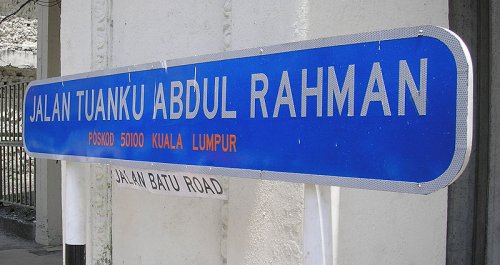 JALAN TUANKU ABDUL RAHMAN
POSKOD 50100 KUALA LUMPUR
JALAN BATU ROAD